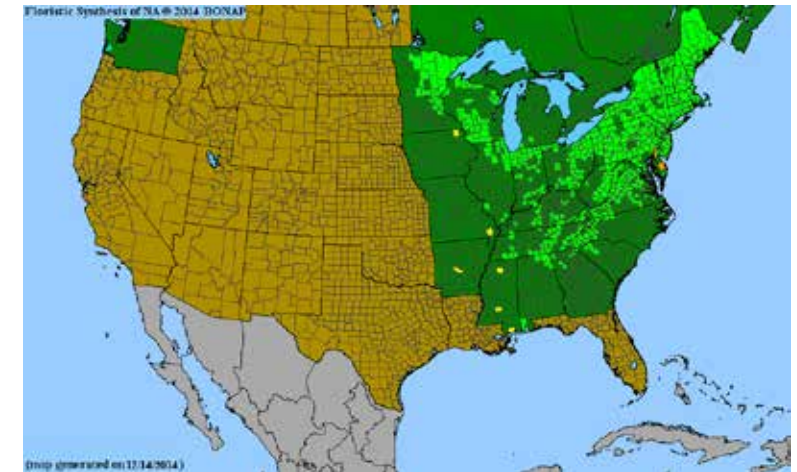 Floristic Synthesis of NA © 2014 BONAP
(map generated on 12/14/2014)